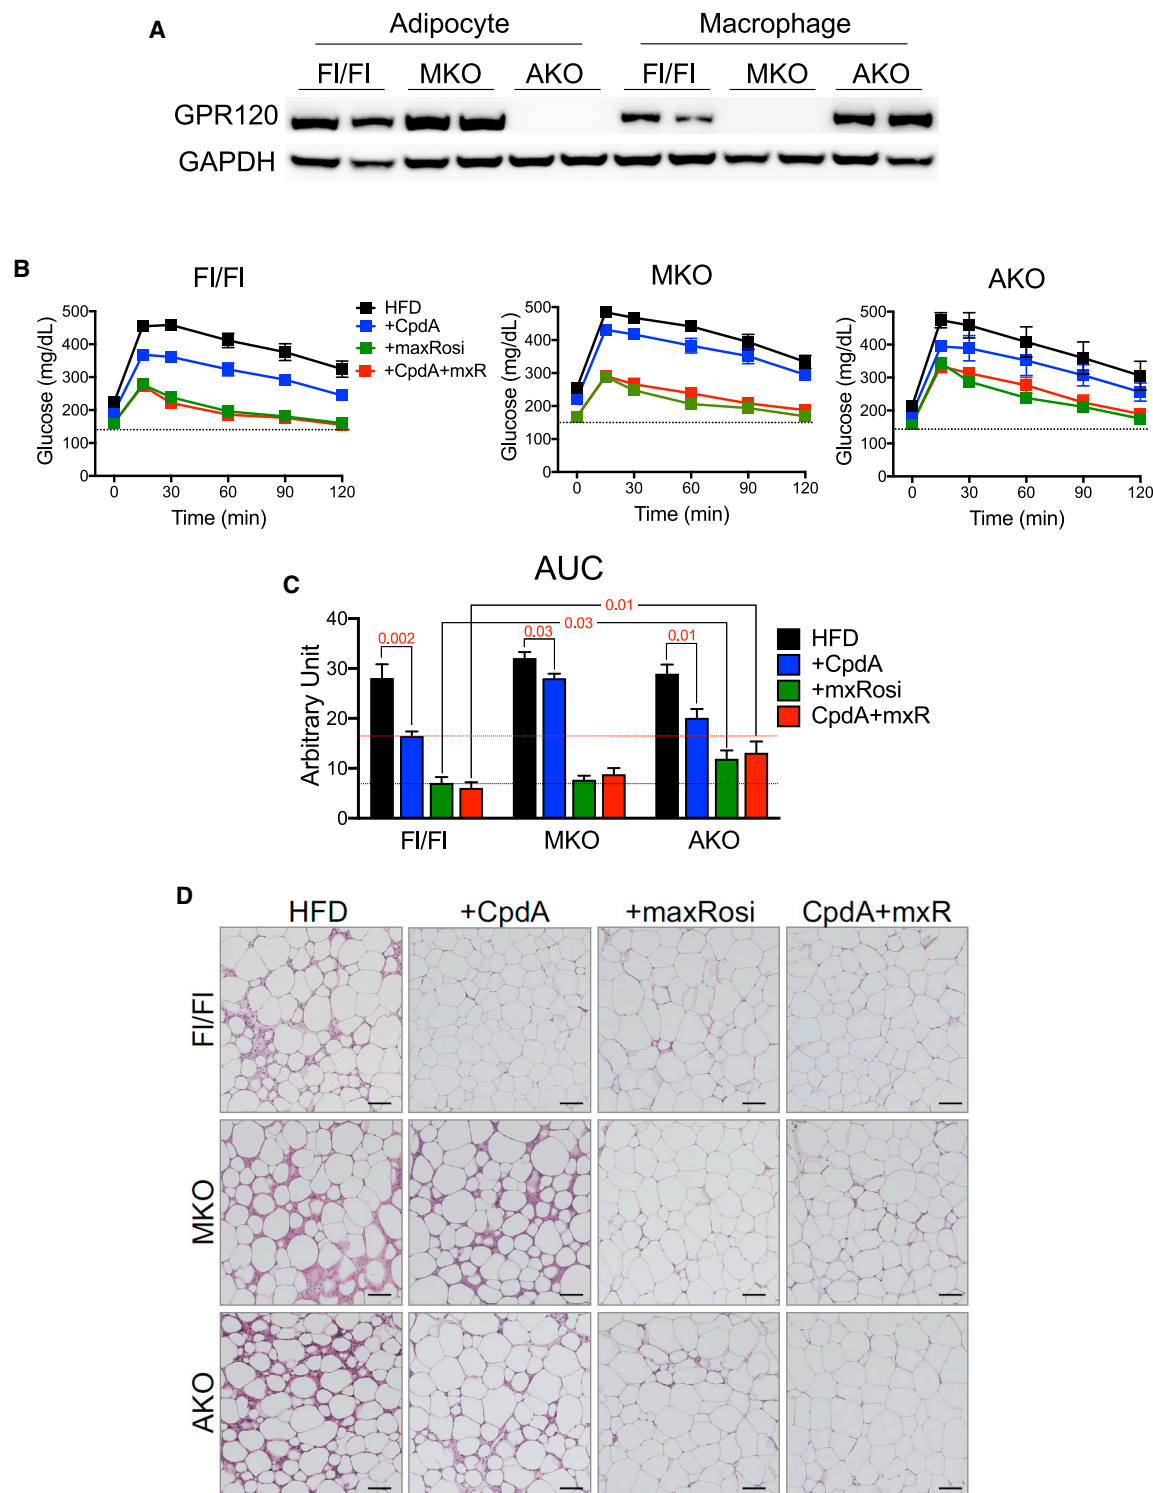 A
Adipocyte Macrophage
Fl/Fl MKO AKO Fl/Fl MKO AKO
GPR120
GAPDH
B
Fl/Fl
Glucose (mg/dL)
500
400
300
200
100
0
0 30 60 90 120
Time (min)
HFD
+CpdA
+maxRosi
+CpdA+mxR
MKO
Glucose (mg/dL)
500
400
300
200
100
0
0 30 60 90 120
Time (min)
AKO
Glucose (mg/dL)
500
400
300
200
100
0
0 30 60 90 120
Time (min)
C
AUC
Arbitrary Unit
40
30
20
10
0
0.002
0.03
0.01
0.03
0.01
Fl/Fl MKO AKO
HFD
+CpdA
+mxRosi
CpdA+mxR
D
HFD +CpdA +maxRosi CpdA+mxR
Fl/Fl
MKO
AKO